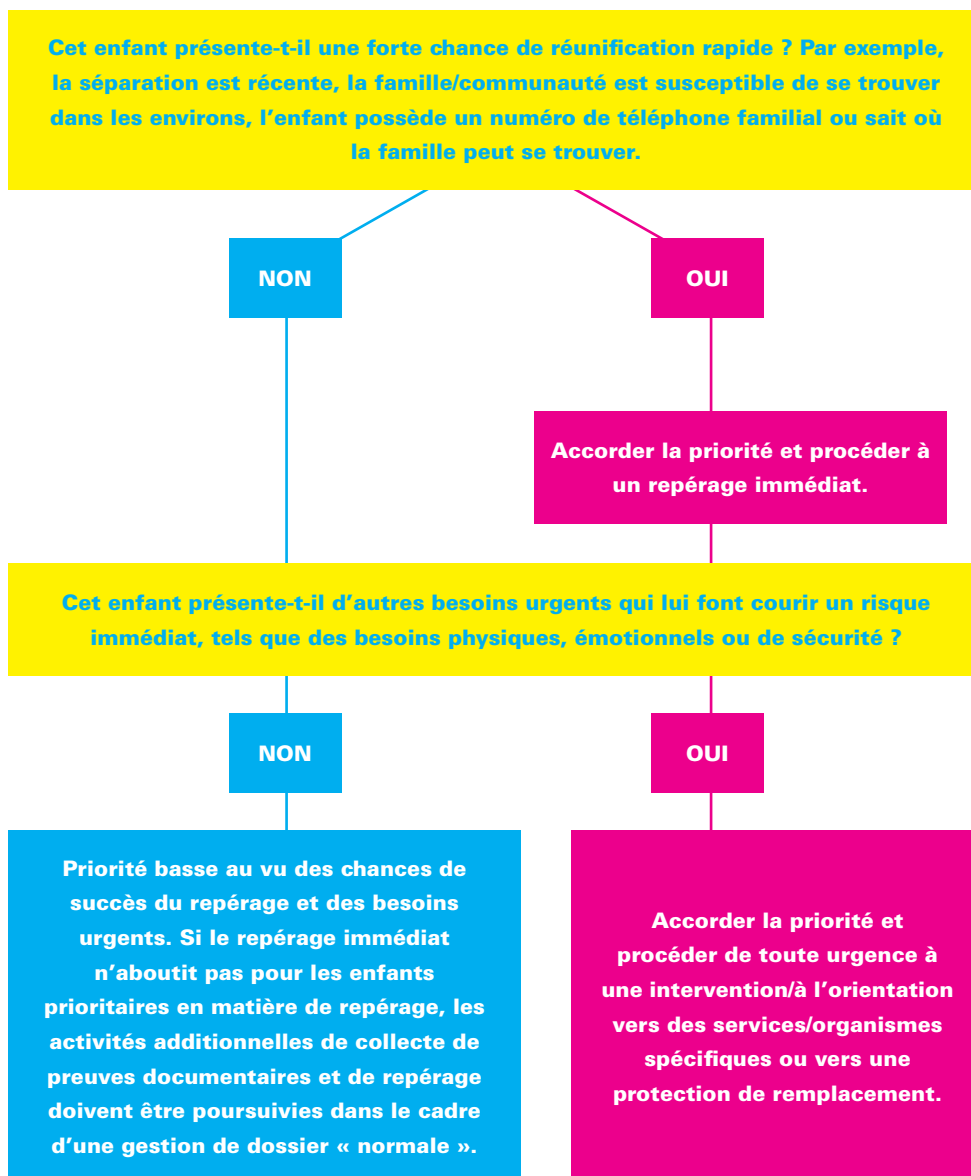 Cet enfant présente-t-il une forte chance de réunification rapide ? Par exemple,
la séparation est récente, la famille/communauté est susceptible de se trouver
dans les environs, l’enfant possède un numéro de téléphone familial ou sait où
la famille peut se trouver.
NON
OUI
Accorder la priorité et procéder à
un repérage immédiat.
Cet enfant présente-t-il d’autres besoins urgents qui lui font courir un risque
immédiat, tels que des besoins physiques, émotionnels ou de sécurité ?
NON
OUI
Priorité basse au vu des chances de
succès du repérage et des besoins
urgents. Si le repérage immédiat
n’aboutit pas pour les enfants
prioritaires en matière de repérage, les
activités additionnelles de collecte de
preuves documentaires et de repérage
doivent être poursuivies dans le cadre
d’une gestion de dossier « normale ».
Accorder la priorité et
procéder de toute urgence à
une intervention/à l’orientation
vers des services/organismes
spécifiques ou vers une
protection de remplacement.